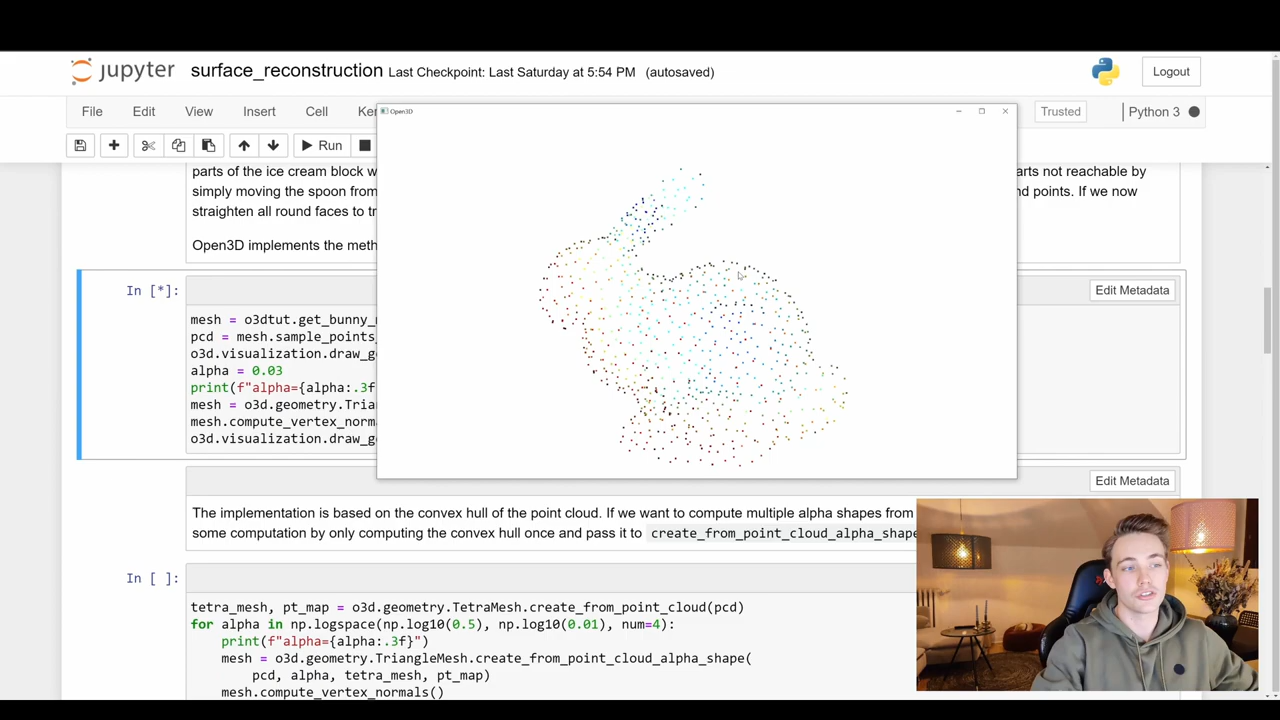 jupyter surface_reconstruction Last Checkpoint: Last Saturday at 5:54 PM (autosaved)
Logout
File Edit View Insert Cell Ke
Trusted
Python 3
Open3D
Run
parts of the ice cream block w
arts not reachable by
simply moving the spoon from
nd points. If we now
straighten all round faces to tr
Open3D implements the meth
Edit Metadata
In [*]:
mesh = o3dtut.get_bunny_m
pcd = mesh.sample_points_
o3d.visualization.draw_ge
alpha = 0.03
print(f"alpha={alpha:.3f
mesh = o3d.geometry.Tria
mesh.compute_vertex_norma
o3d.visualization.draw_ge
Edit Metadata
The implementation is based on the convex hull of the point cloud. If we want to compute multiple alpha shapes from
some computation by only computing the convex hull once and pass it to create_from_point_cloud_alpha_shape
In [ ]:
tetra_mesh, pt_map = o3d.geometry.TetraMesh.create_from_point_cloud(pcd)
for alpha in np.logspace(np.log10(0.5), np.log10(0.01), num=4):
print(f"alpha={alpha:.3f}")
mesh = o3d.geometry.TriangleMesh.create_from_point_cloud_alpha_shape(
pcd, alpha, tetra_mesh, pt_map)
mesh.compute_vertex_normals()